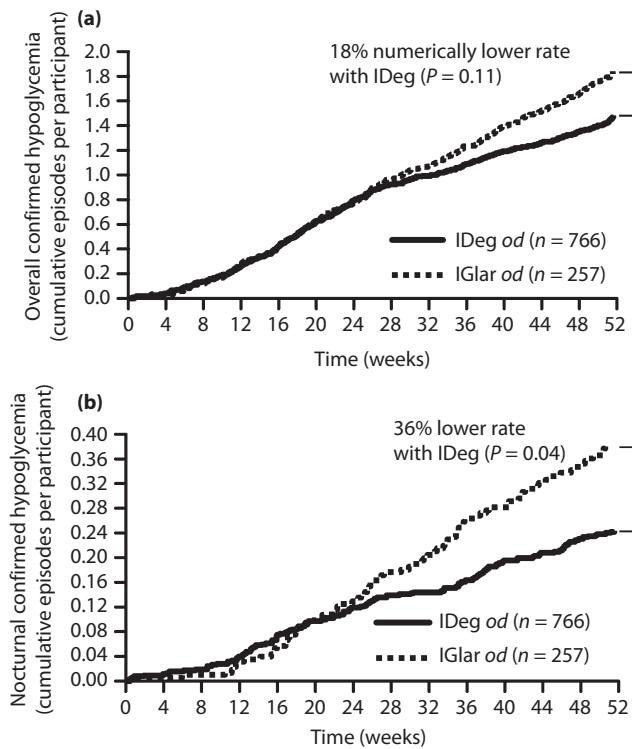 (a)
Overall confirmed hypoglycemia
(cumulative episodes per participant)
2.0
1.8
1.6
1.4
1.2
1.0
0.8
0.6
0.4
0.2
0.0
18% numerically lower rate
with IDeg (P = 0.11)
IDeg od (n = 766)
IGlar od (n = 257)
0 4 8 12 16 20 24 28 32 36 40 44 48 52
Time (weeks)
(b)
Nocturnal confirmed hypoglycemia
(cumulative episodes per participant)
0.40
0.36
0.32
0.28
0.24
0.20
0.16
0.12
0.08
0.04
0.00
36% lower rate
with IDeg (P = 0.04)
IDeg od (n = 766)
IGlar od (n = 257)
0 4 8 12 16 20 24 28 32 36 40 44 48 52
Time (weeks)